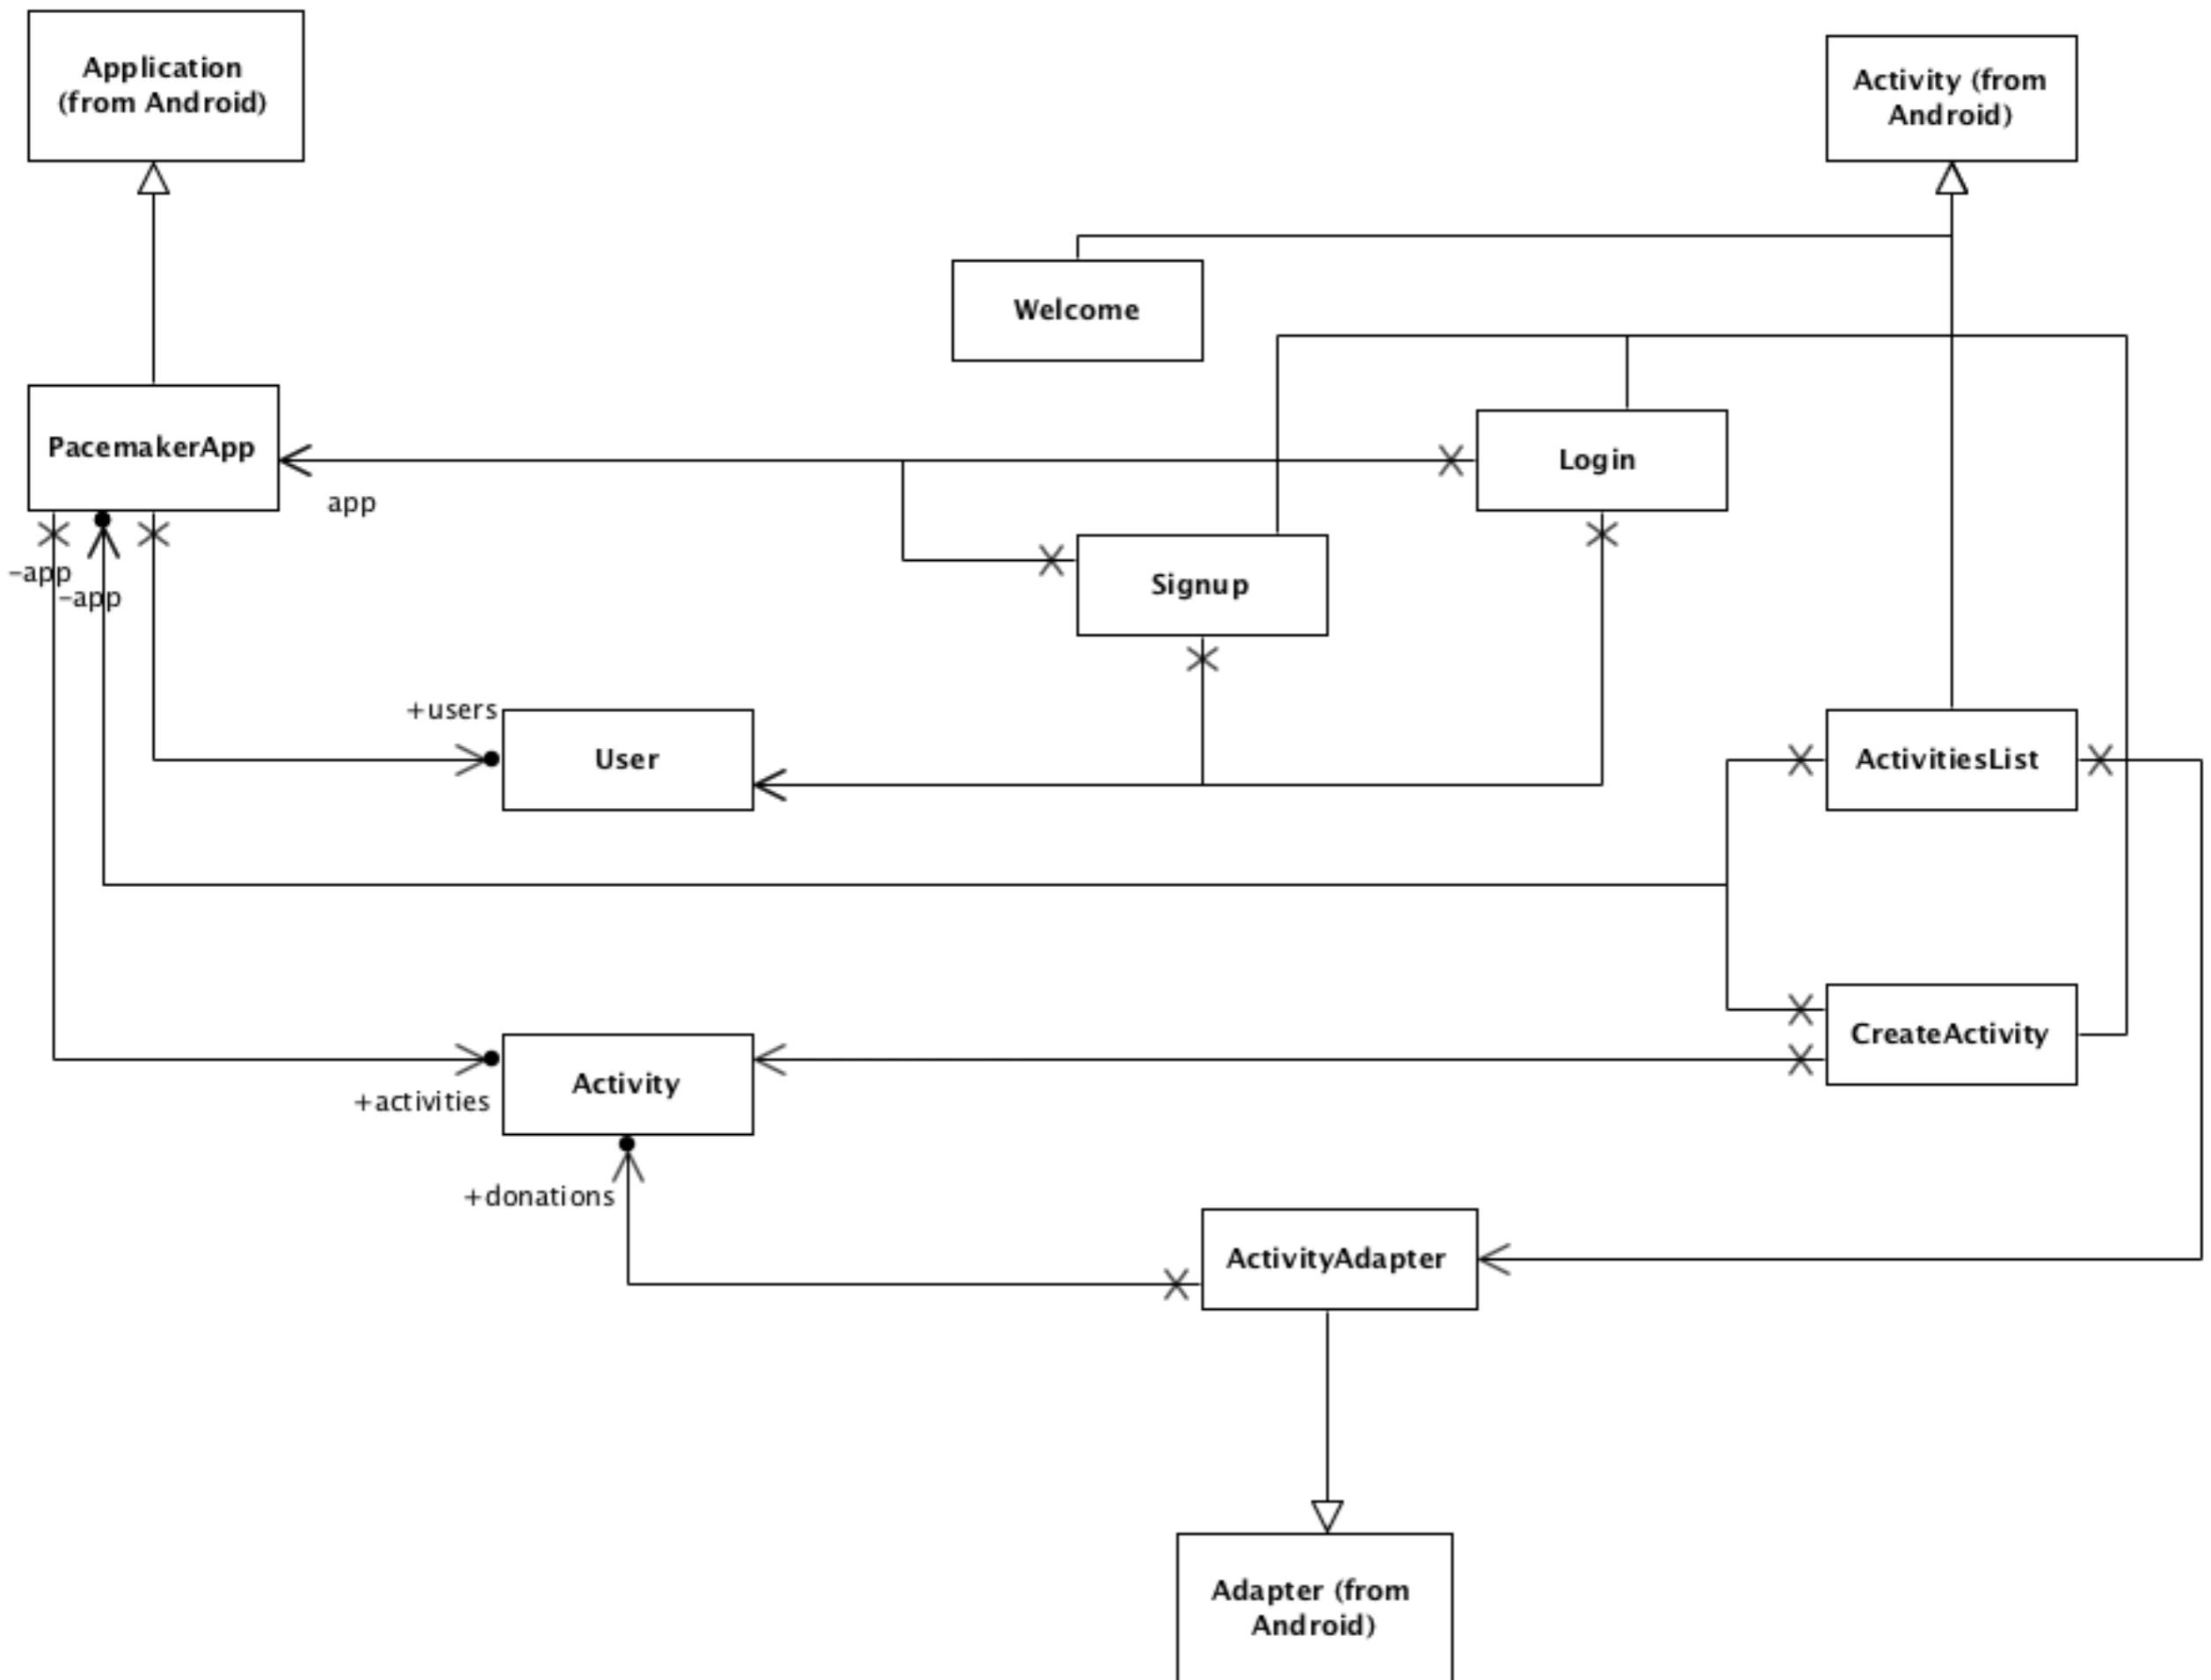 Application
(from Android)
Activity (from
Android)
Welcome
PacemakerApp
Login
app
-app
-app
Signup
+users
User
ActivitiesList
CreateActivity
Activity
+activities
+donations
ActivityAdapter
Adapter (from
Android)